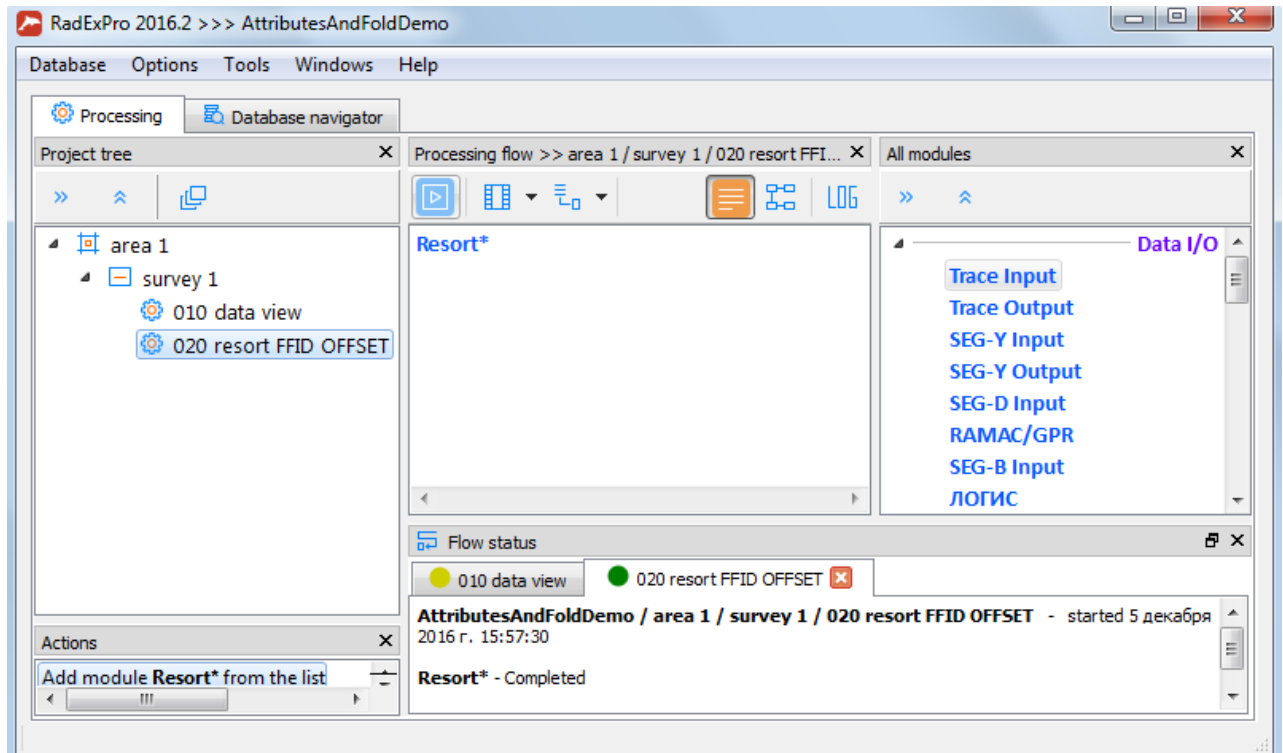 RadExPro 2016.2 >>> AttributesAndFoldDemo
Database Options Tools Windows Help
Processing Database navigator
Project tree
area 1
survey 1
010 data view
020 resort FFID OFFSET
Actions
Add module Resort* from the list
Processing flow >> area 1 / survey 1 / 020 resort FFI...
LOG
Resort*
All modules
Data I/O
Trace Input
Trace Output
SEG-Y Input
SEG-Y Output
SEG-D Input
RAMAC/GPR
SEG-B Input
ЛОГИС
Flow status
010 data view 020 resort FFID OFFSET
AttributesAndFoldDemo / area 1 / survey 1 / 020 resort FFID OFFSET - started 5 декабря
2016 г. 15:57:30
Resort* - Completed